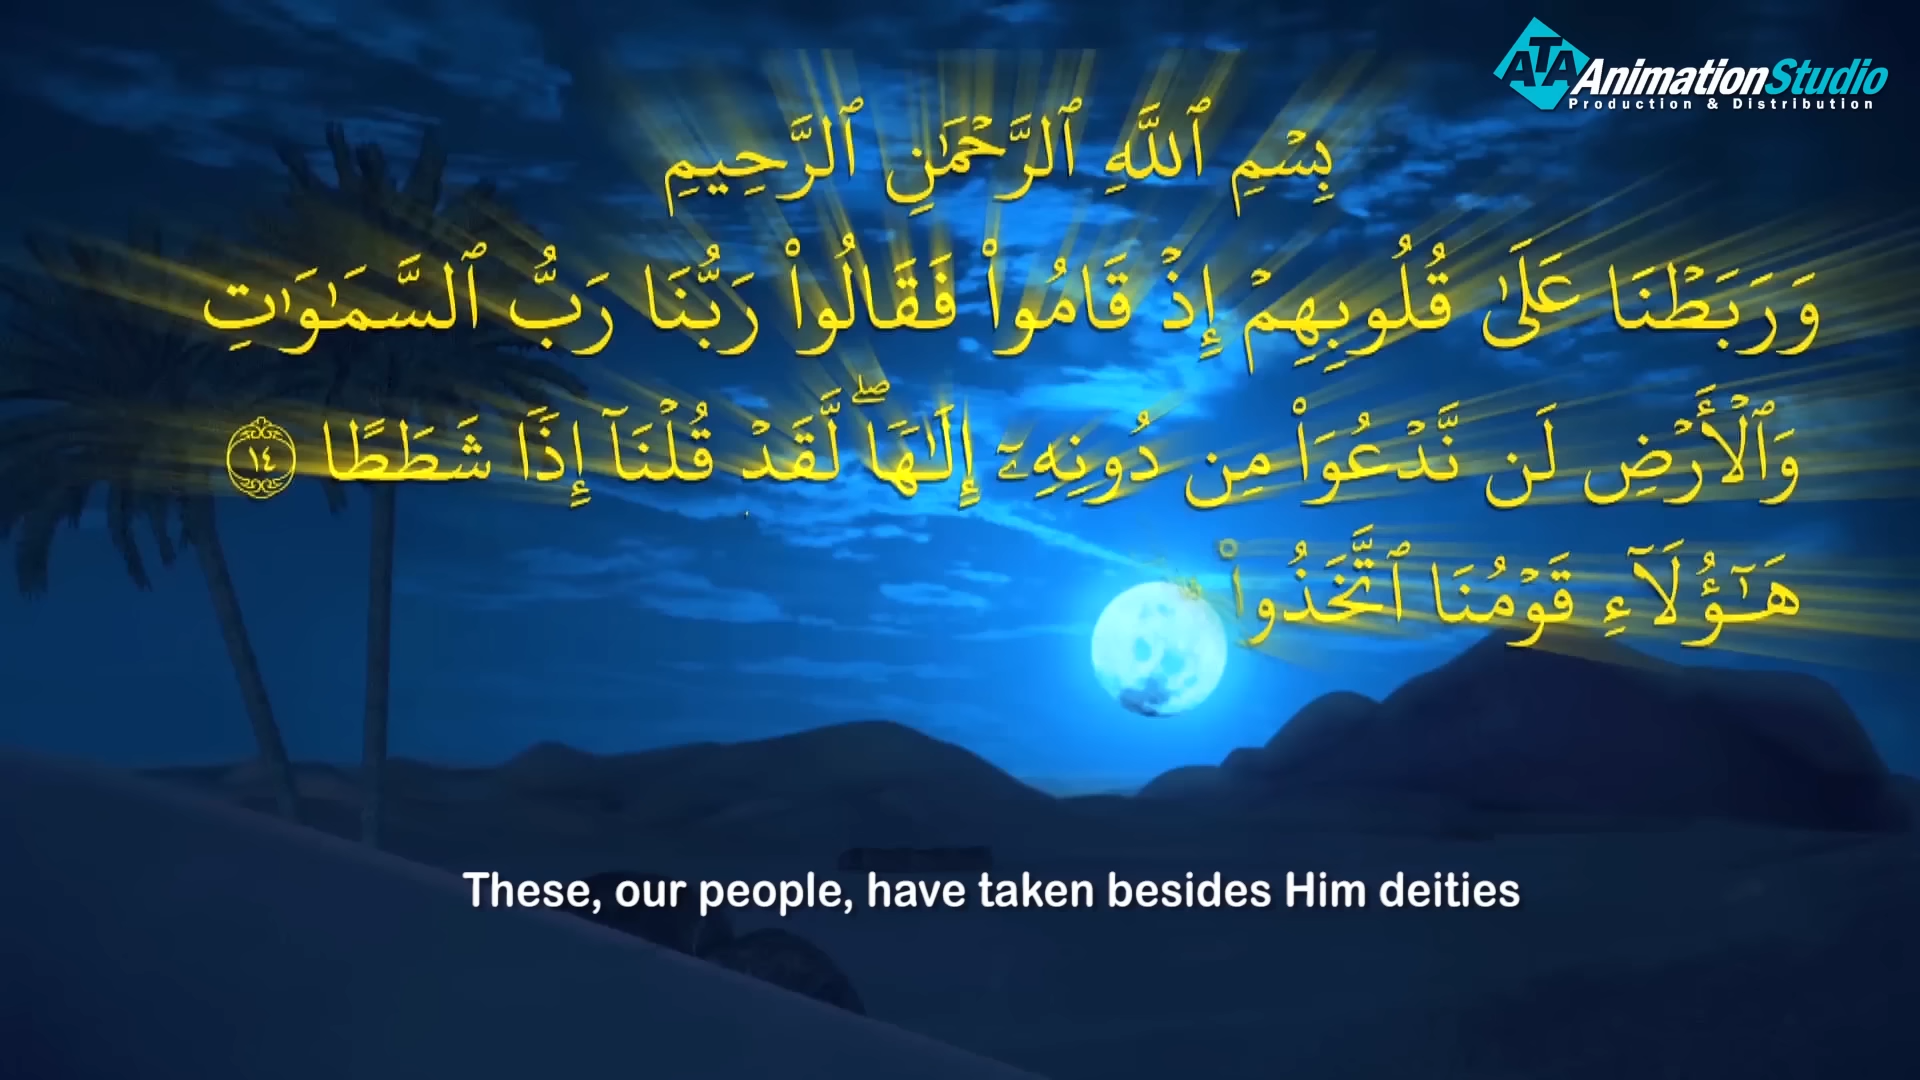 ATA AnimationStudio
Production & Distribution
بِسْمِ ٱللَّهِ ٱلرَّحْمَٰنِ ٱلرَّحِيمِ
وَرَبَطْنَا عَلَىٰ قُلُوبِهِمْ إِذْ قَامُوا۟ فَقَالُوا۟ رَبُّنَا رَبُّ ٱلسَّمَٰوَٰتِ
وَٱلْأَرْضِ لَن نَّدْعُوَا۟ مِن دُونِهِۦٓ إِلَٰهًا ۖ لَّقَدْ قُلْنَآ إِذًا شَطَطًا ١٤
هَٰٓؤُلَآءِ قَوْمُنَا ٱتَّخَذُوا۟
These, our people, have taken besides Him deities